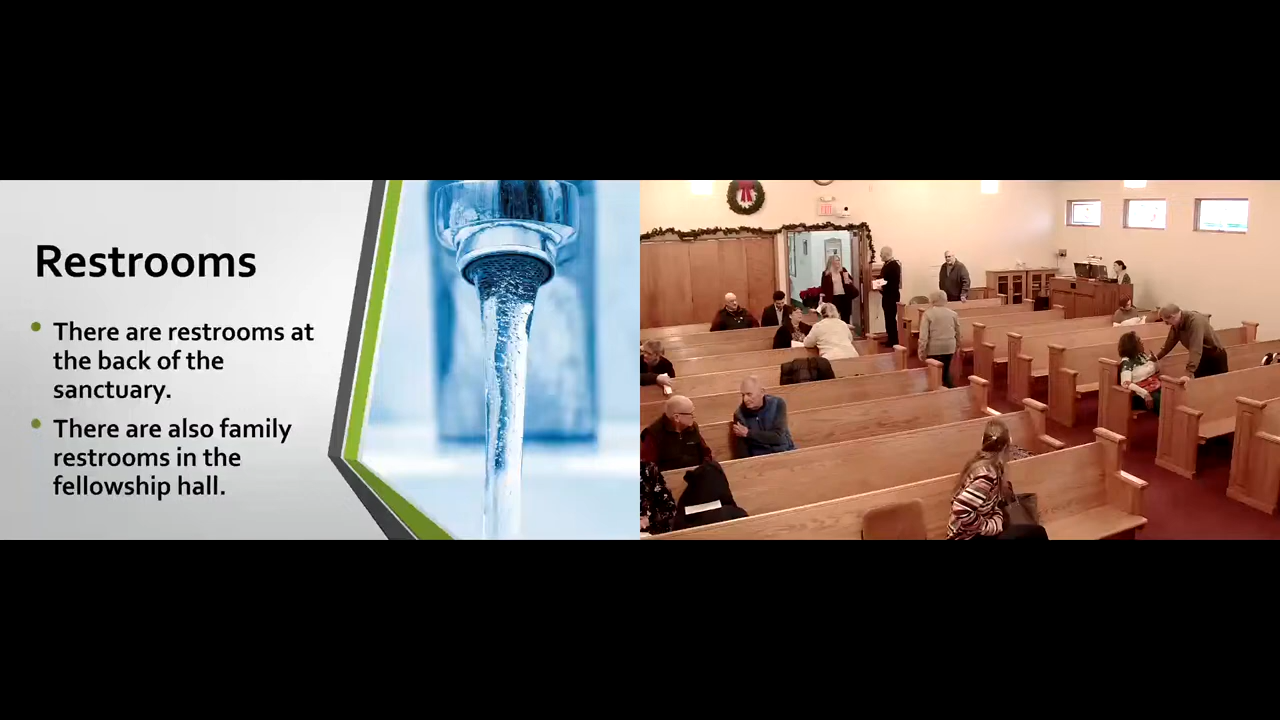 Restrooms
• There are restrooms at
the back of the
sanctuary.
• There are also family
restrooms in the
fellowship hall.